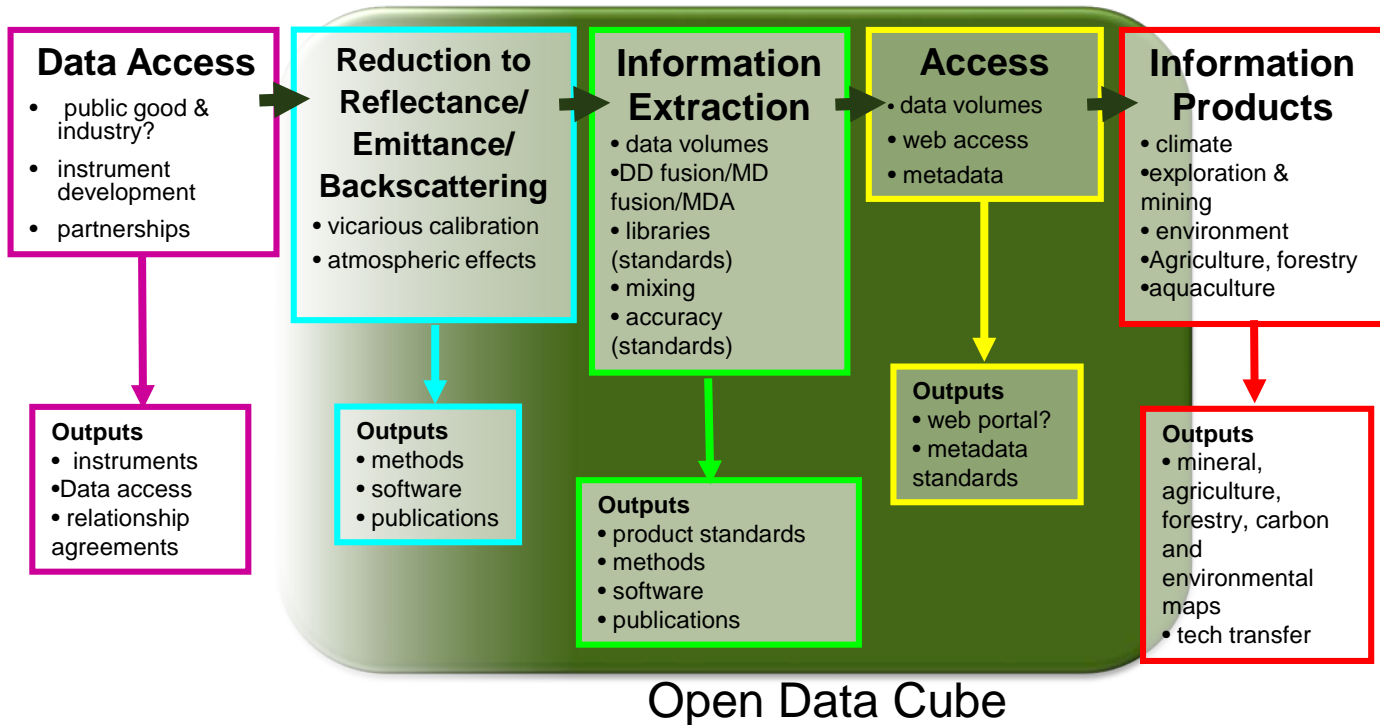 Data Access
• public good &
industry?
• instrument
development
• partnerships
Reduction to
Reflectance/
Emittance/
Backscattering
• vicarious calibration
• atmospheric effects
Information
Extraction
• data volumes
•DD fusion/MD
fusion/MDA
• libraries
(standards)
• mixing
• accuracy
(standards)
Access
• data volumes
• web access
• metadata
Information
Products
• climate
•exploration &
mining
• environment
•Agriculture, forestry
•aquaculture
Outputs
• instruments
•Data access
• relationship
agreements
Outputs
• methods
• software
• publications
Outputs
• product standards
• methods
• software
• publications
Outputs
• web portal?
• metadata
standards
Outputs
• mineral,
agriculture,
forestry, carbon
and
environmental
maps
• tech transfer
Open Data Cube